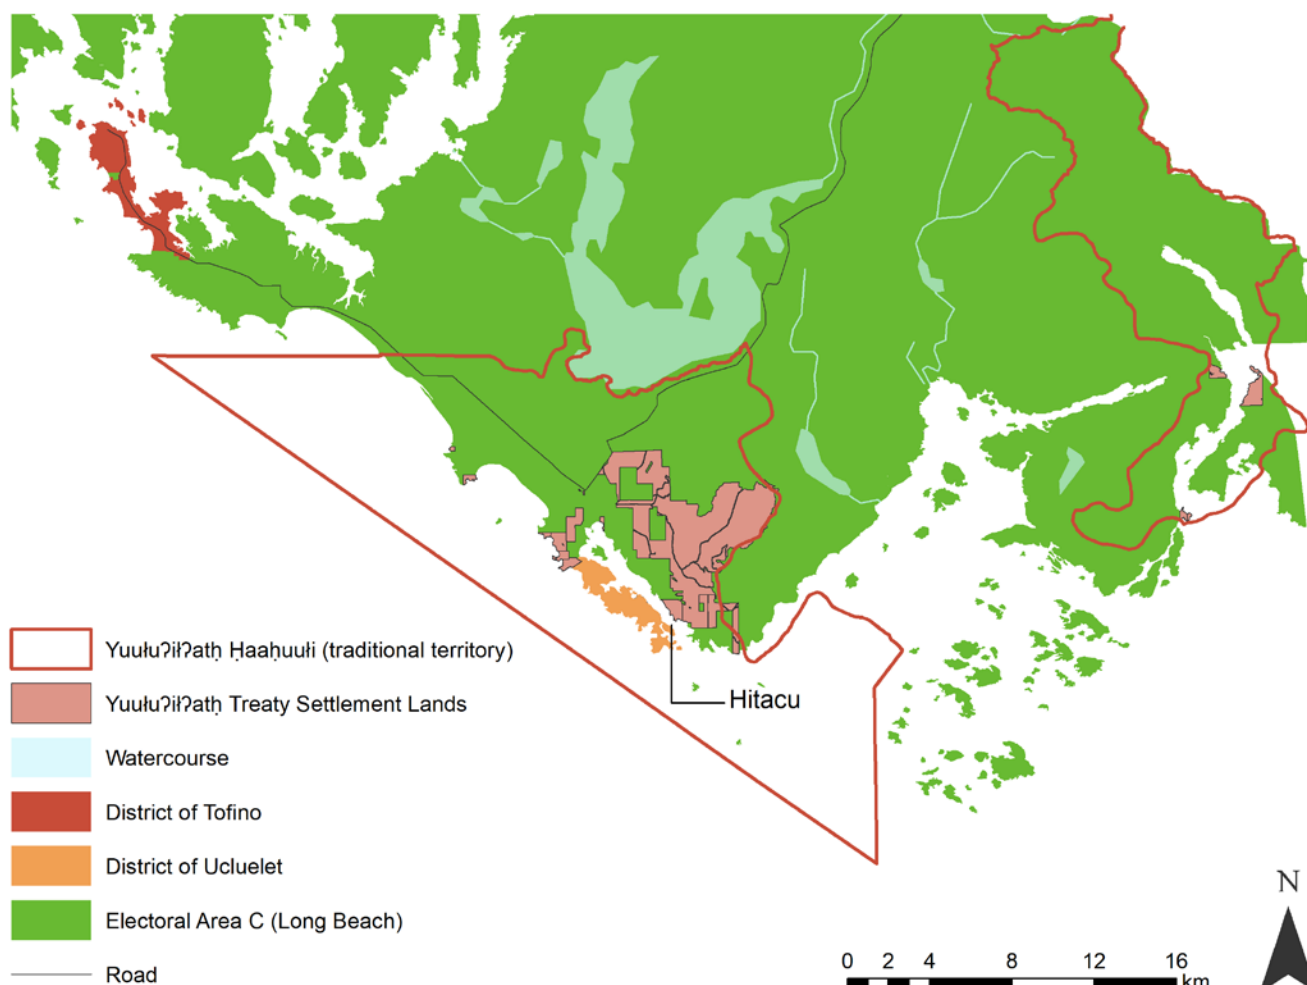 Yuułuʔiłʔatḥ Ḥaaḥuułi (traditional territory)
Yuułuʔiłʔatḥ Treaty Settlement Lands
Watercourse
District of Tofino
District of Ucluelet
Electoral Area C (Long Beach)
Road
Hitacu
N
0 2 4 8 12 16
km